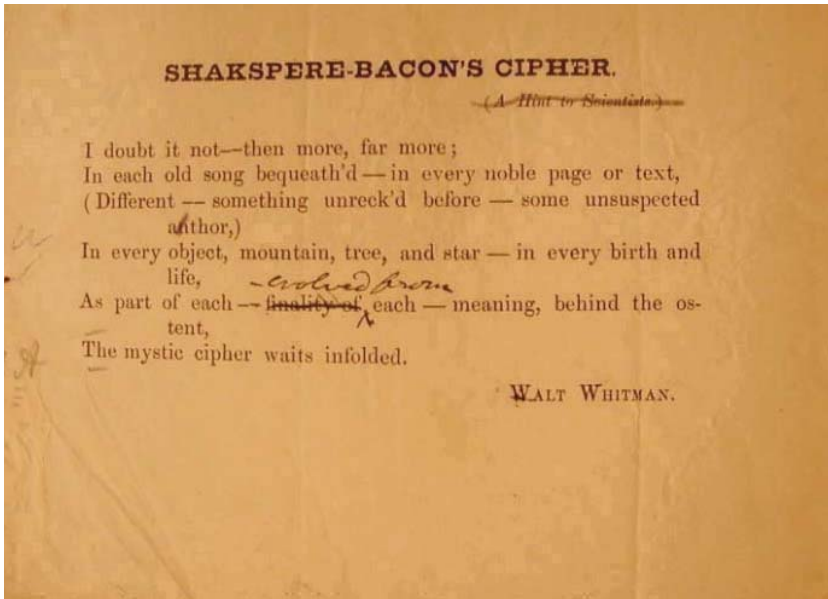 SHAKSPERE-BACON'S CIPHER.
(A Hint to Scientists.)
I doubt it not—then more, far more;
In each old song bequeath'd — in every noble page or text,
(Different — something unreck'd before — some unsuspected
author,)
In every object, mountain, tree, and star — in every birth and
life,
- evolved from
As part of each — finality of each — meaning, behind the os-
tent,
The mystic cipher waits infolded.
WALT WHITMAN.